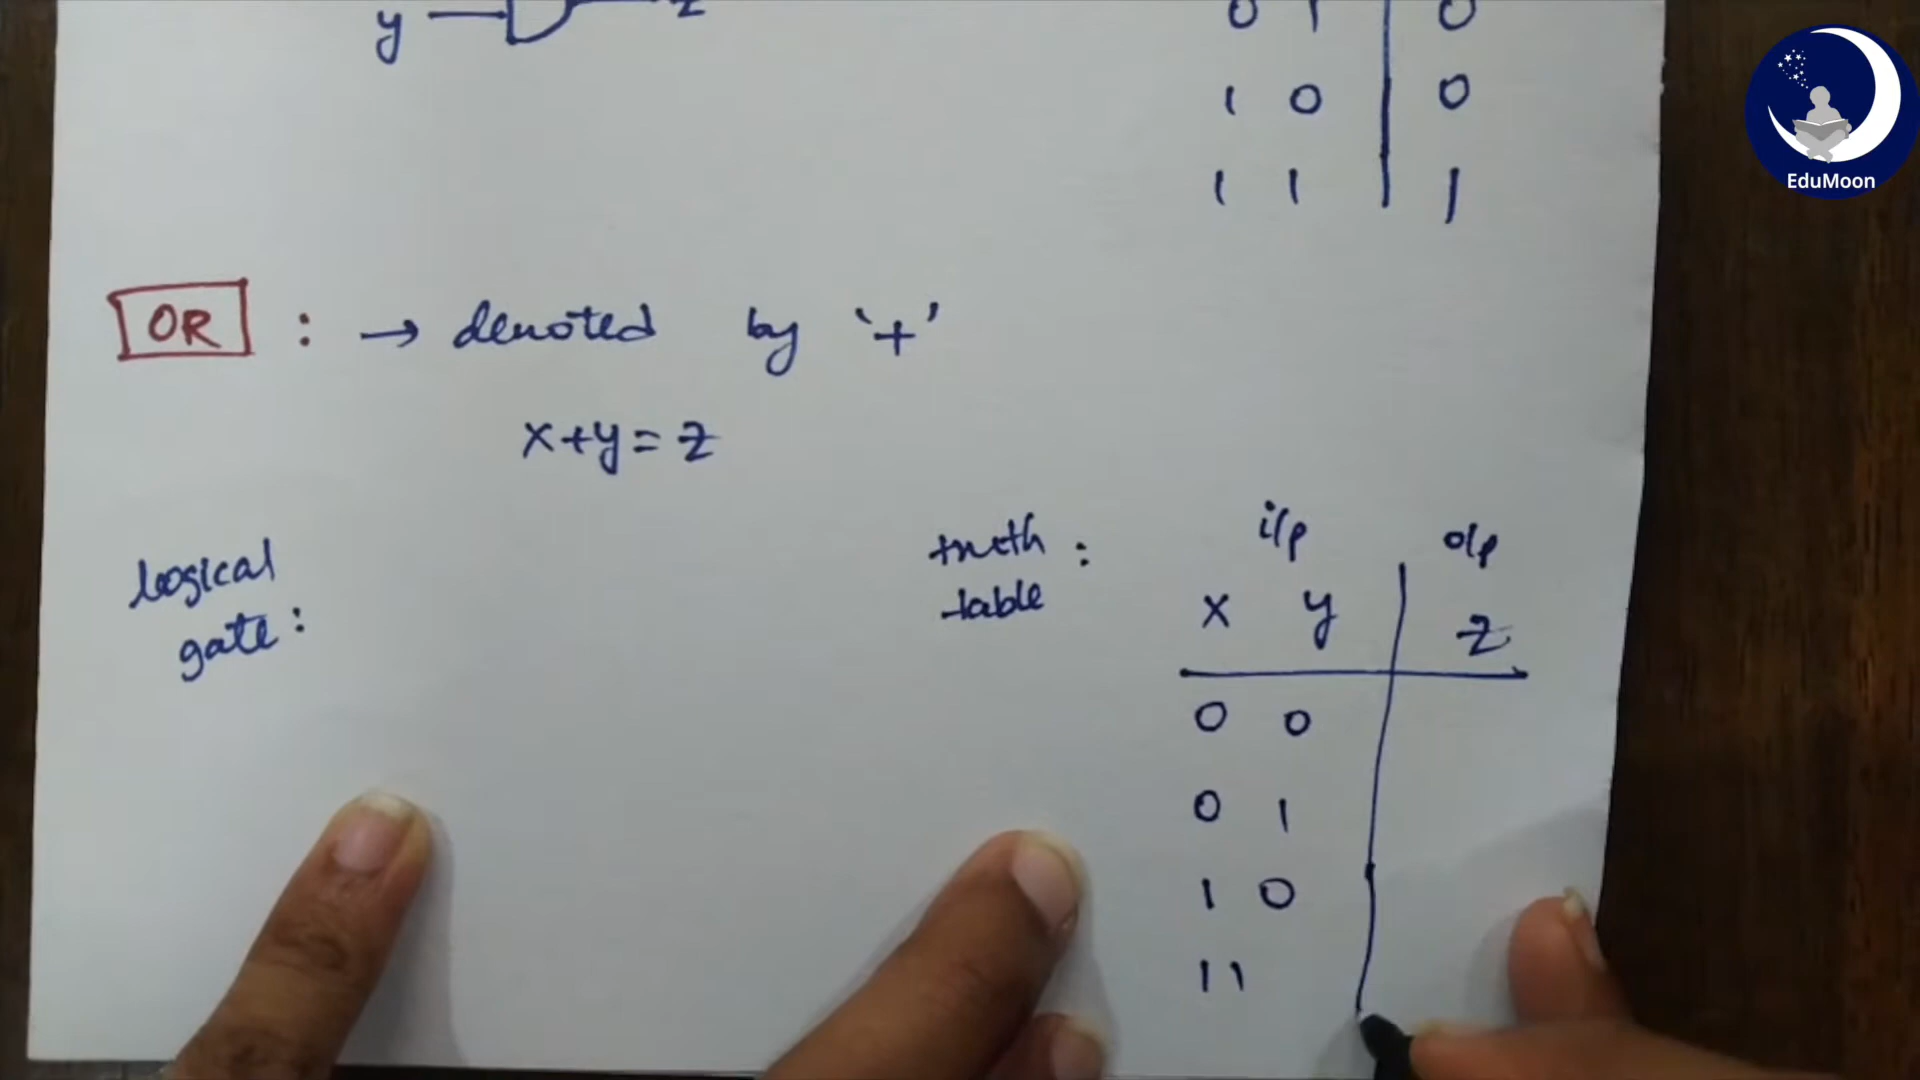 0 1 0
y z
1 0 0
1 1 1
EduMoon
OR : → denoted by '+'
x+y=z
logical
gate:
truth :
table
i/p o/p
x y z
0 0
0 1
1 0
1 1